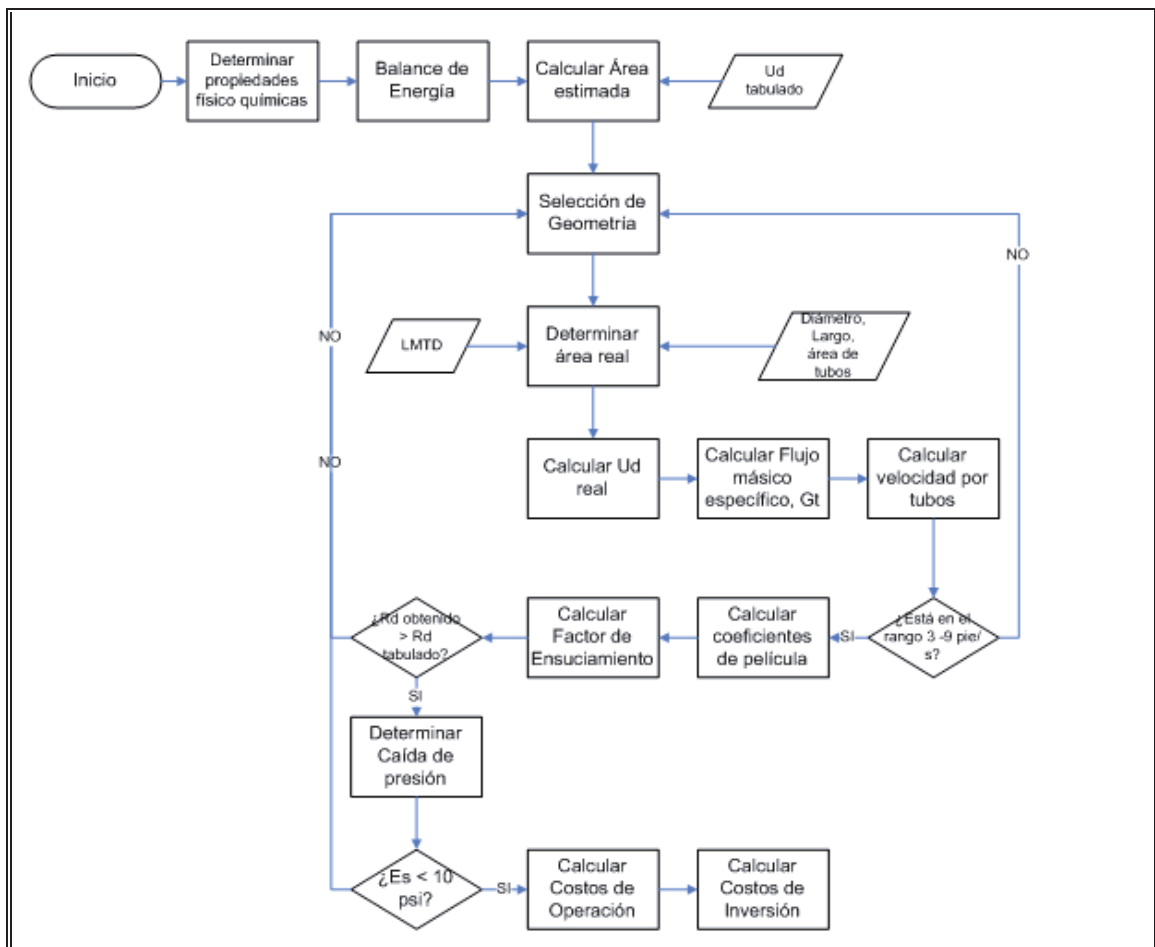 Inicio
Determinar
propiedades
físico químicas
Balance de
Energía
Calcular Área
estimada
Ud
tabulado
Selección de
Geometría
NO
NO
LMTD
Determinar
área real
Diámetro,
Largo,
área de
tubos
NO
Calcular Ud
real
Calcular Flujo
másico
específico, Gt
Calcular
velocidad por
tubos
¿Rd obtenido
> Rd
tabulado?
Calcular
Factor de
Ensuciamiento
Calcular
coeficientes
de película
SI
¿Está en el
rango 3 -9 pie/
s?
SI
Determinar
Caída de
presión
¿Es < 10
psi?
SI
Calcular
Costos de
Operación
Calcular
Costos de
Inversión